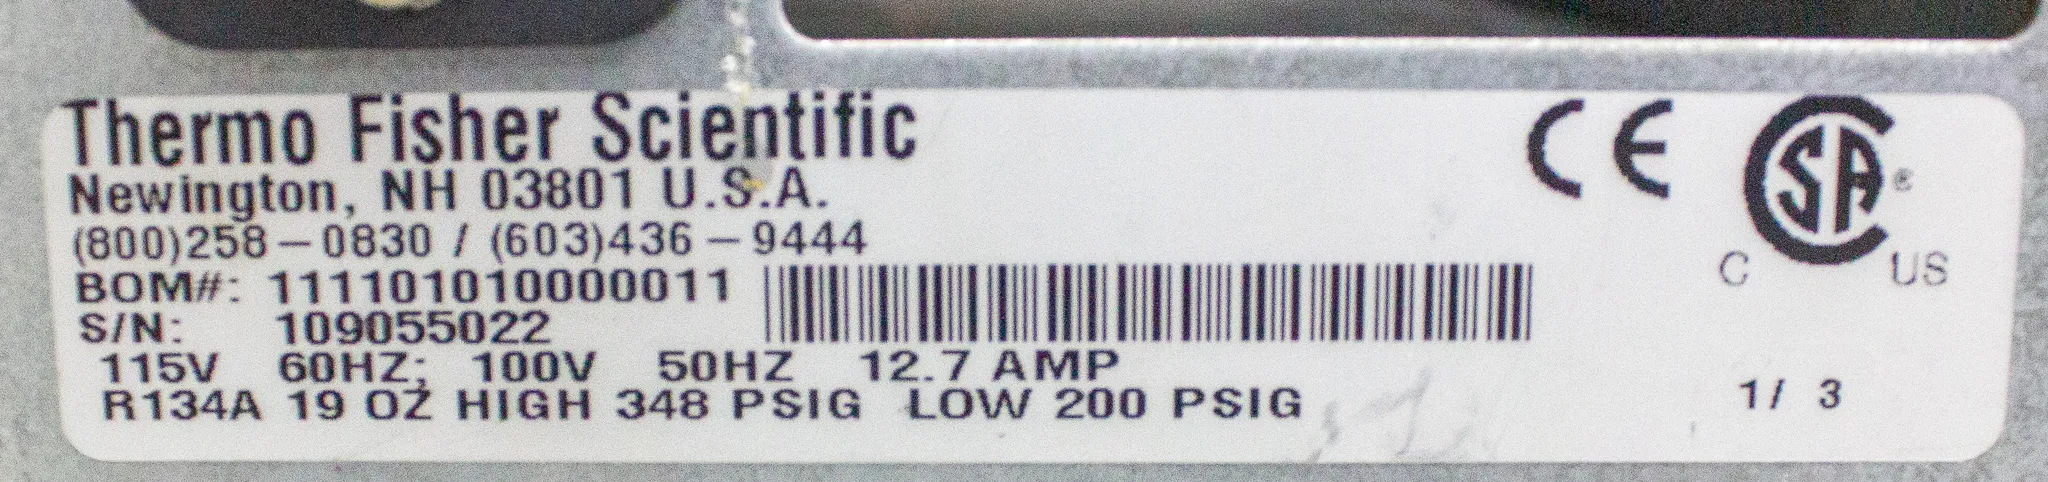 Thermo Fisher Scientific
Newington, NH 03801 U.S.A.
(800)258-0830 / (603)436-9444
BOM#: 111101010000011
S/N: 109055022
115V 60HZ; 100V 50HZ 12.7 AMP
R134A 19 OZ HIGH 348 PSIG LOW 200 PSIG
CE
SA ®
C US
1/ 3